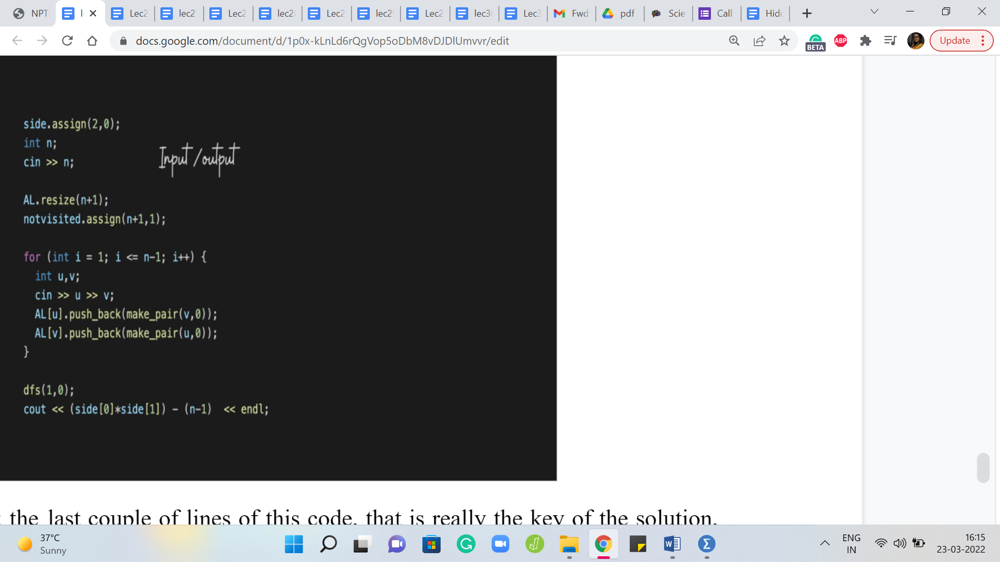 NPT l Lec2 lec2 Lec2 lec2 Lec2 lec2 Lec2 lec3 Lec3 Fwd pdf Scie Call Hidd
docs.google.com/document/d/1p0x-kLnLd6rQgVop5oDbM8vDJDlUmvvr/edit
BETA ABP Update
side.assign(2,0);
int n;
cin >> n;
Input/output
AL.resize(n+1);
notvisited.assign(n+1,1);
for (int i = 1; i <= n-1; i++) {
int u,v;
cin >> u >> v;
AL[u].push_back(make_pair(v,0));
AL[v].push_back(make_pair(u,0));
}
dfs(1,0);
cout << (side[0]*side[1]) - (n-1) << endl;
the last couple of lines of this code, that is really the key of the solution.
37°C
Sunny
ENG
IN
16:15
23-03-2022